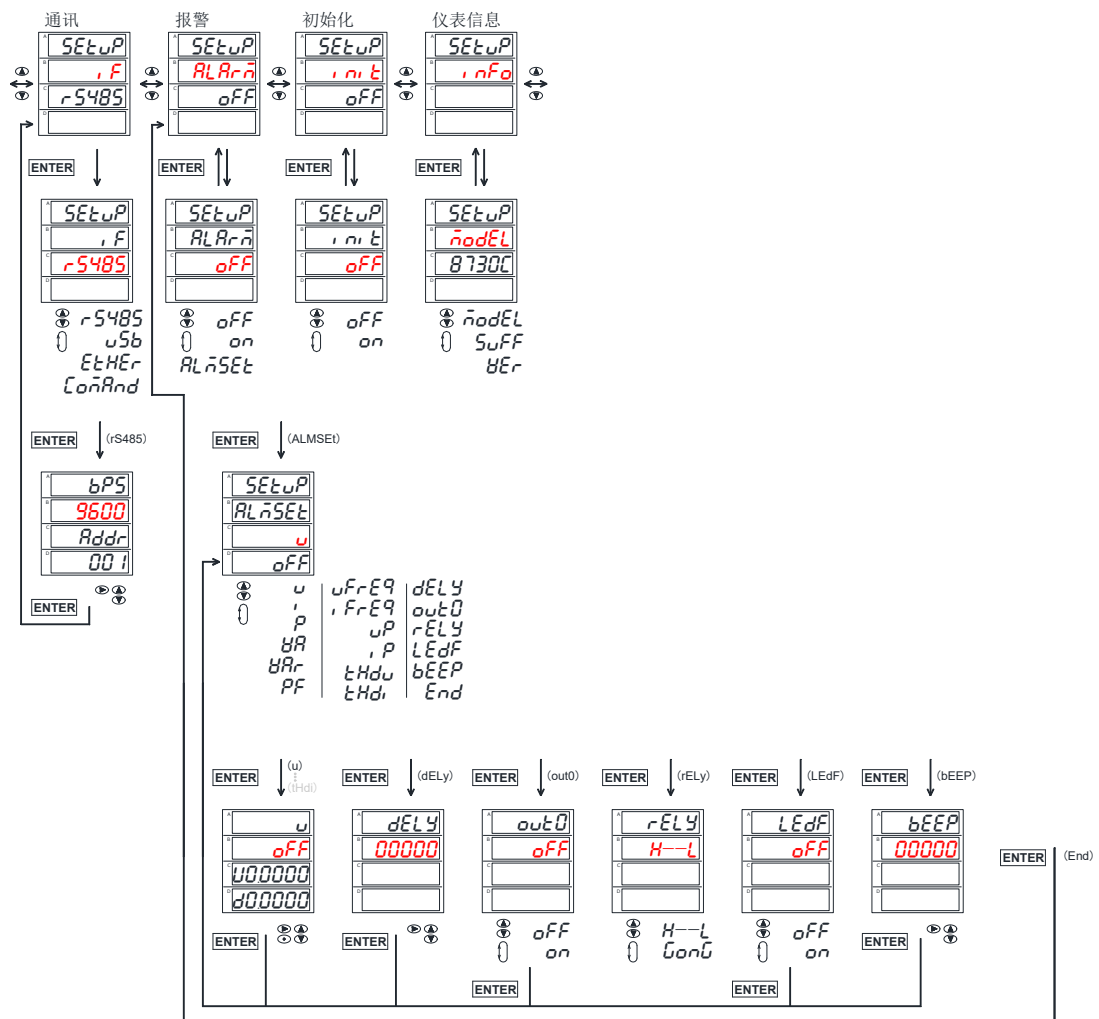 通讯 报警 初始化 仪表信息
SEtuP SEtuP SEtuP SEtuP
iF ALArm init inFo
rS485 oFF oFF
ENTER ENTER ENTER ENTER
SEtuP SEtuP SEtuP SEtuP
iF ALArm init modEL
rS485 oFF oFF 8730C
rS485 oFF oFF modEL
uSb on on SuFF
EtHEr ALmSEt VEr
ComAnd
ENTER (rS485) ENTER (ALMSEt)
bPS SEtuP
9600 ALmSEt
Addr u
001 oFF
u uFrEq dELy
ENTER i iFrEq out0
P uP rELy
VA iP LEdF
VAr tHdu bEEP
PF tHdi End
ENTER (u) ENTER (dELy) ENTER (out0) ENTER (rELy) ENTER (LEdF) ENTER (bEEP)
(tHdi)
u dELy out0 rELy LEdF bEEP
oFF 00000 oFF H--L oFF 00000
U0.0000
d0.0000
ENTER (End)
ENTER ENTER oFF H--L oFF ENTER
on GonG on
ENTER ENTER